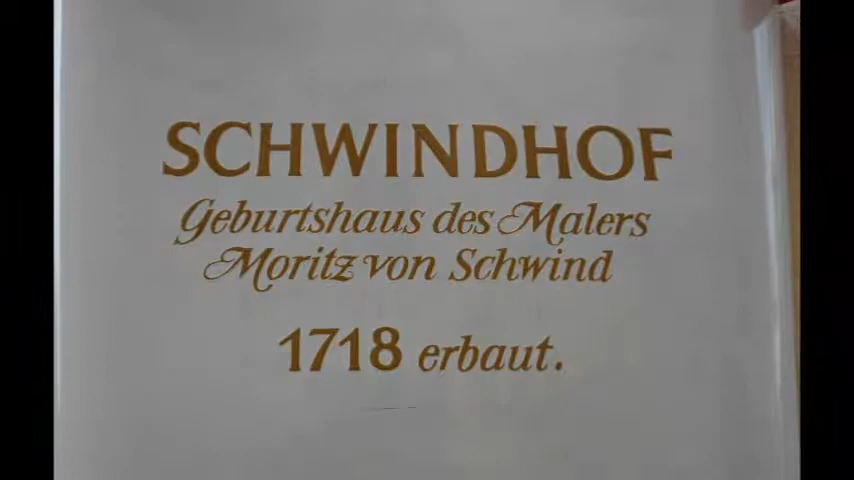 SCHWINDHOF
Geburtshaus des Malers
Moritz von Schwind
1718 erbaut.